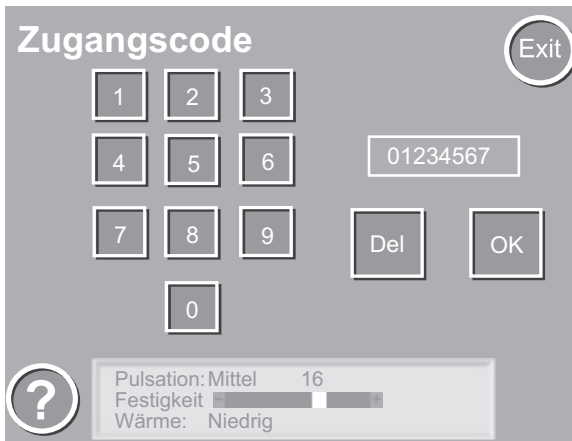 Zugangscode
Exit
1 2 3
4 5 6
01234567
7 8 9
Del OK
0
?
Pulsation: Mittel 16
Festigkeit - +
Wärme: Niedrig